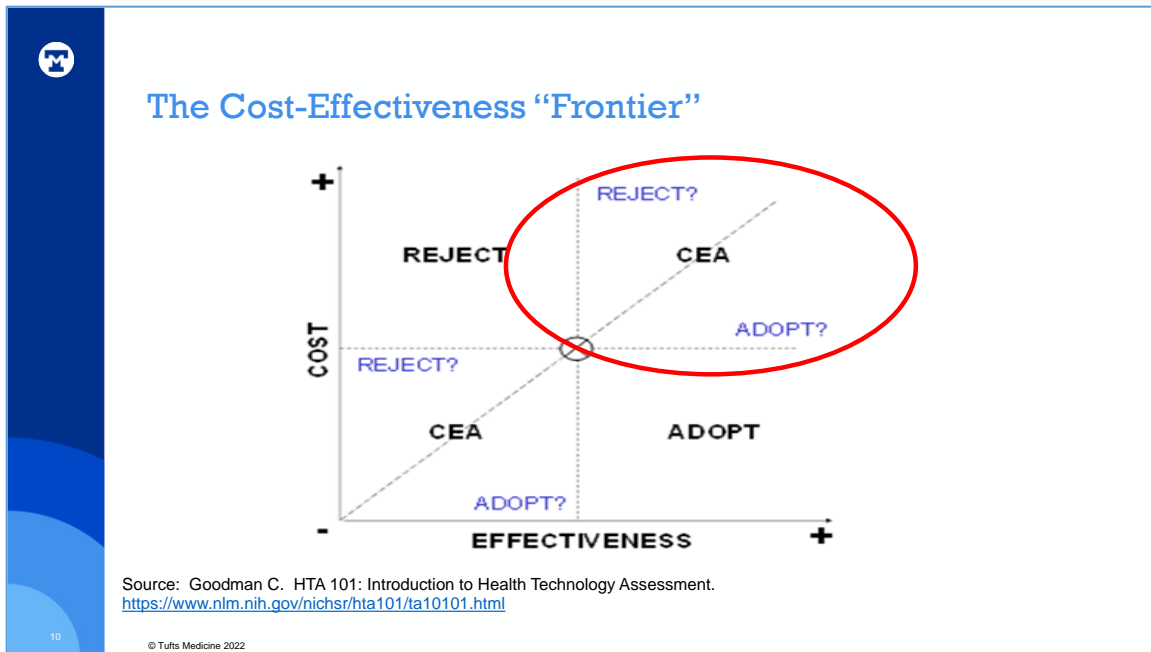 The Cost-Effectiveness “Frontier”
+
REJECT?
REJECT
CEA
COST
ADOPT?
REJECT?
CEA
ADOPT
ADOPT?
-
EFFECTIVENESS
+
Source:  Goodman C.  HTA 101: Introduction to Health Technology Assessment.
https://www.nlm.nih.gov/nichsr/hta101/ta10101.html
10
© Tufts Medicine 2022